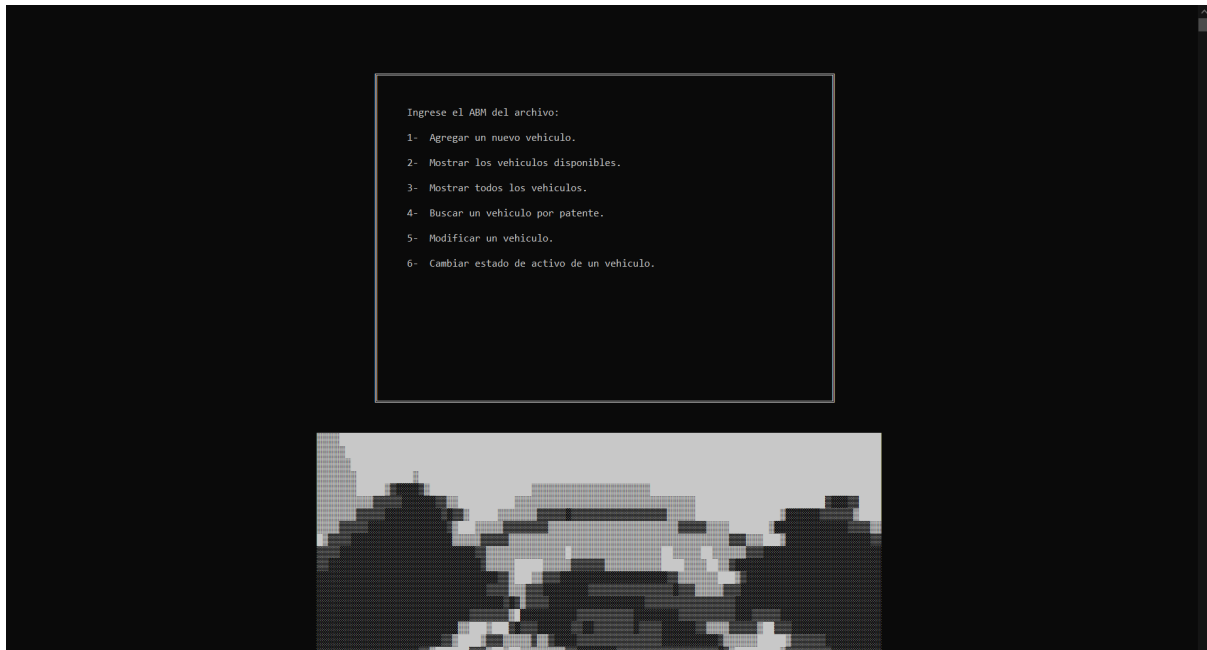 Ingrese el ABM del archivo:
1- Agregar un nuevo vehiculo.
2- Mostrar los vehiculos disponibles.
3- Mostrar todos los vehiculos.
4- Buscar un vehiculo por patente.
5- Modificar un vehiculo.
6- Cambiar estado de activo de un vehiculo.